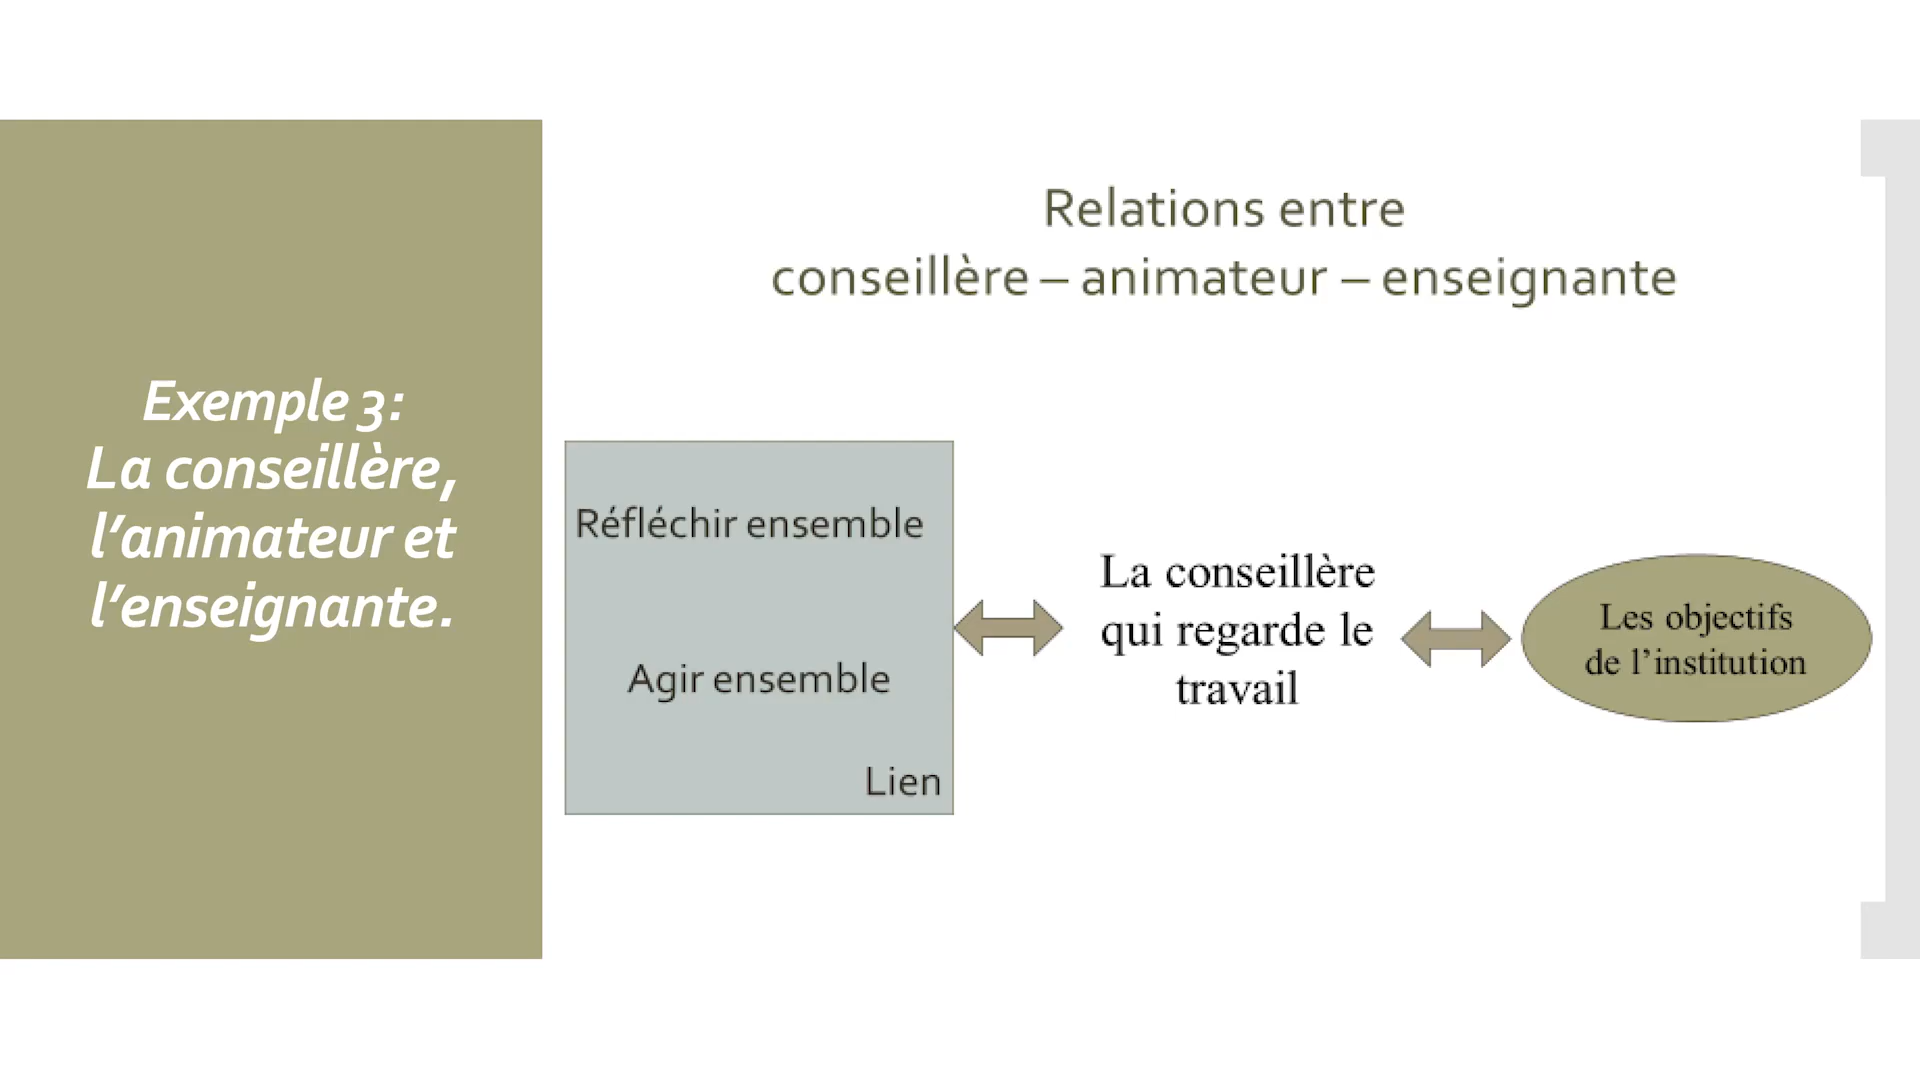 Exemple 3:
La conseillère,
l’animateur et
l’enseignante.
Relations entre
conseillère – animateur – enseignante
Réfléchir ensemble
Agir ensemble
Lien
La conseillère
qui regarde le
travail
Les objectifs
de l’institution